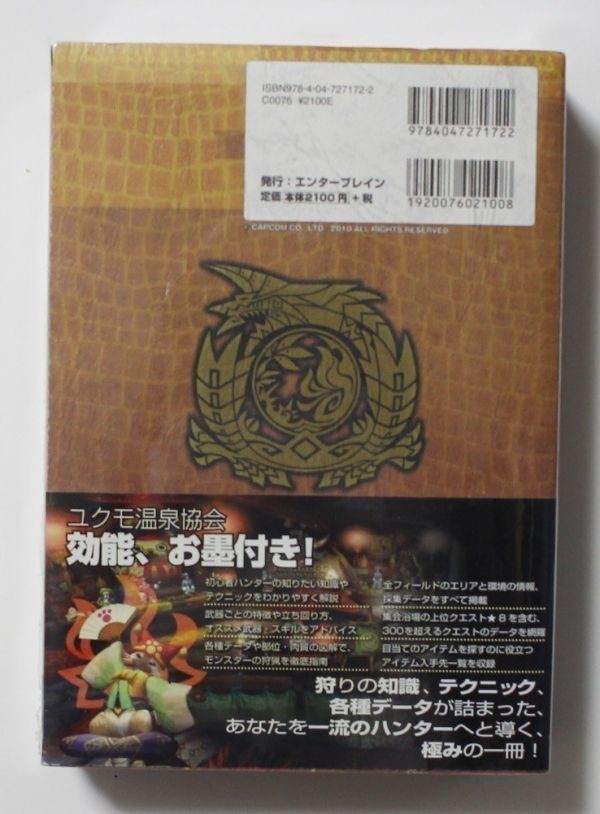 ISBN978-4-04-727172-2
C0076 ¥2100E
9784047271722
発行：エンターブレイン
定価 本体2100円 +税
1920076021008
© CAPCOM CO., LTD. 2010 ALL RIGHTS RESERVED.
ユクモ温泉協会
効能、お墨付き!
初心者ハンターの知りたい知識や
テクニックをわかりやすく解説
武器ごとの特徴や立ち回り方、
オススメ武器・スキルをアドバイス
各種データや部位・肉質の図解で、
モンスターの狩猟を徹底指南
全フィールドのエリアと環境の情報、
採集データをすべて掲載
集会浴場の上位クエスト★8を含む、
300を超えるクエストのデータを網羅
目当てのアイテムを探すのに役立つ
アイテム入手先一覧を収録
狩りの知識、テクニック、
各種データが詰まった、
あなたを一流のハンターへと導く、
極みの一冊!